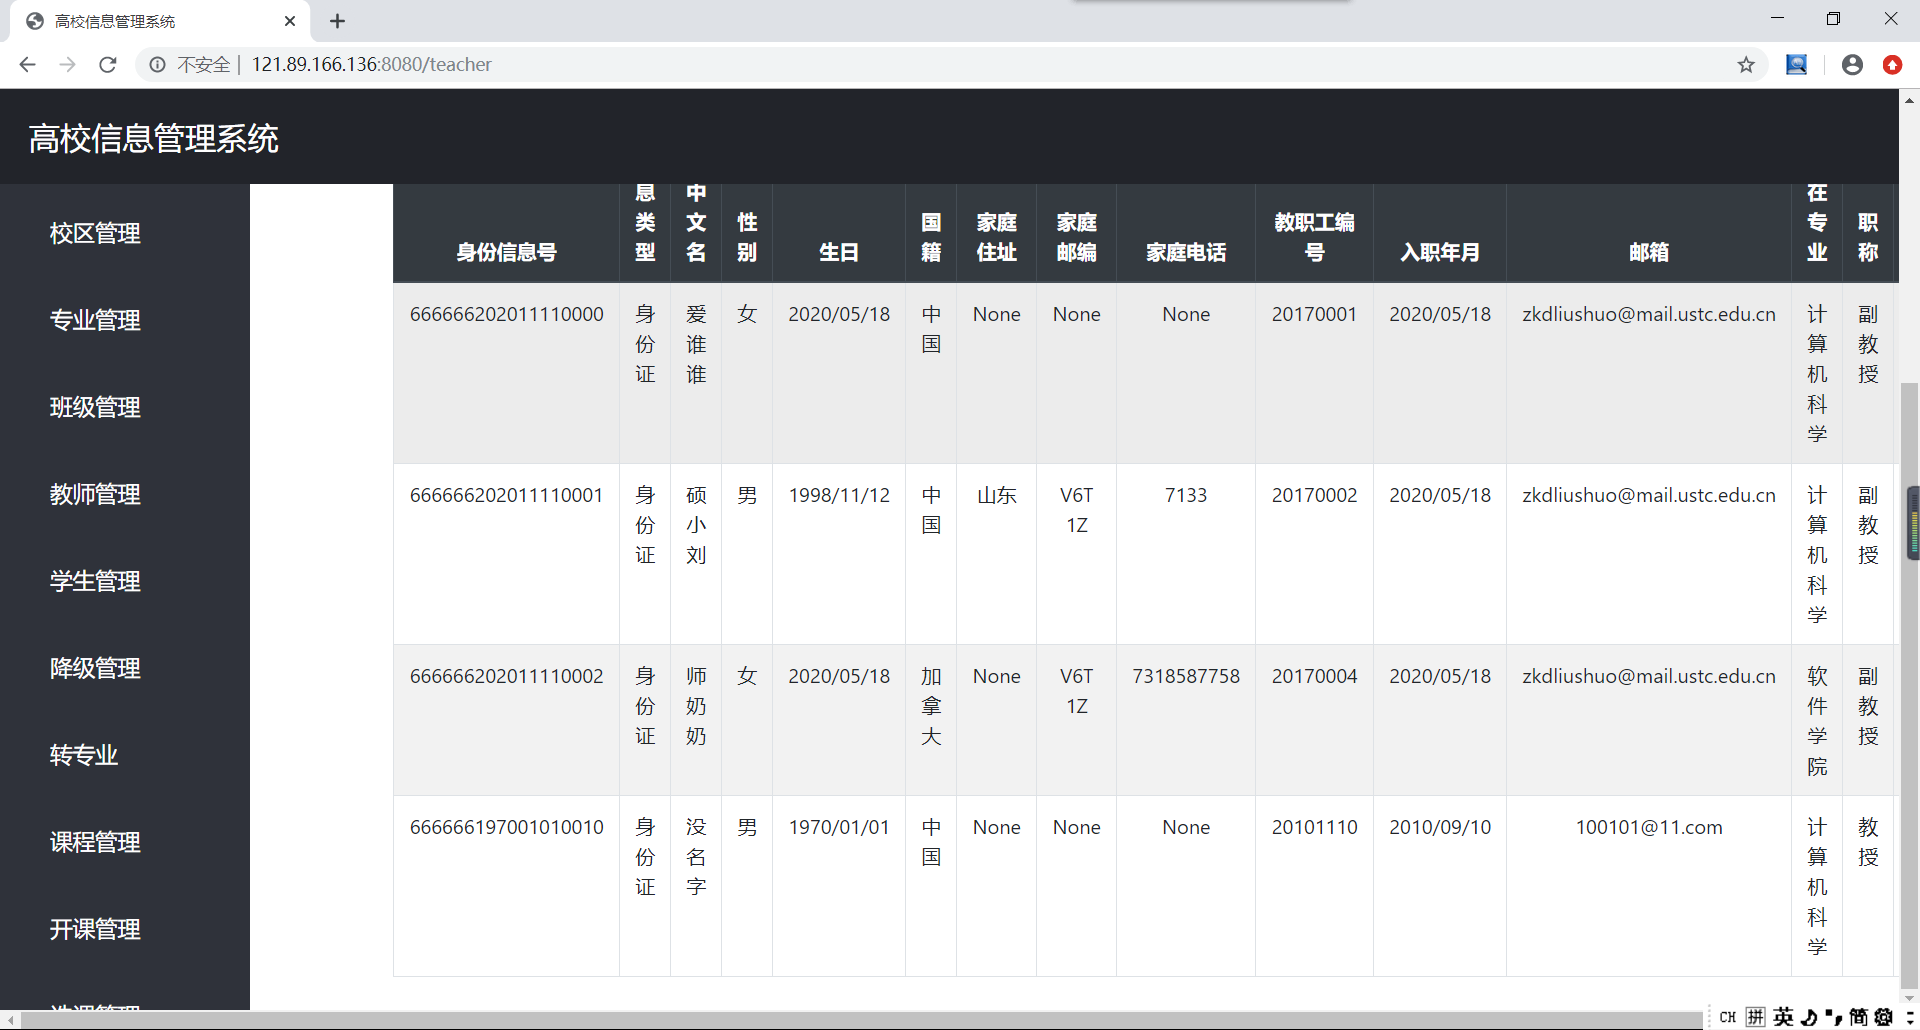 高校信息管理系统
不安全 | 121.89.166.136:8080/teacher
高校信息管理系统
校区管理
专业管理
班级管理
教师管理
学生管理
降级管理
转专业
课程管理
开课管理
身份信息号 息类型 中文名 性别 生日 国籍 家庭住址 家庭邮编 家庭电话 教职工编号 入职年月 邮箱 在专业 职称
666666202011110000 身份证 爱谁谁 女 2020/05/18 中国 None None None 20170001 2020/05/18 zkdliushuo@mail.ustc.edu.cn 计算机科学 副教授
666666202011110001 身份证 硕小刘 男 1998/11/12 中国 山东 V6T1Z 7133 20170002 2020/05/18 zkdliushuo@mail.ustc.edu.cn 计算机科学 副教授
666666202011110002 身份证 师奶奶 女 2020/05/18 加拿大 None V6T1Z 7318587758 20170004 2020/05/18 zkdliushuo@mail.ustc.edu.cn 软件学院 副教授
666666197001010010 身份证 没名字 男 1970/01/01 中国 None None None 20101110 2010/09/10 100101@11.com 计算机科学 教授
CH 拼 英 简